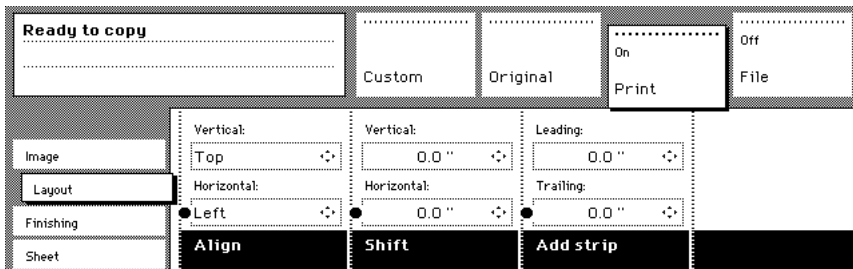 Ready to copy
Custom
Original
On
Print
Off
File
Image
Layout
Finishing
Sheet
Vertical:
Top
Horizontal:
Left
Align
Vertical:
0.0 "
Horizontal:
0.0 "
Shift
Leading:
0.0 "
Trailing:
0.0 "
Add strip